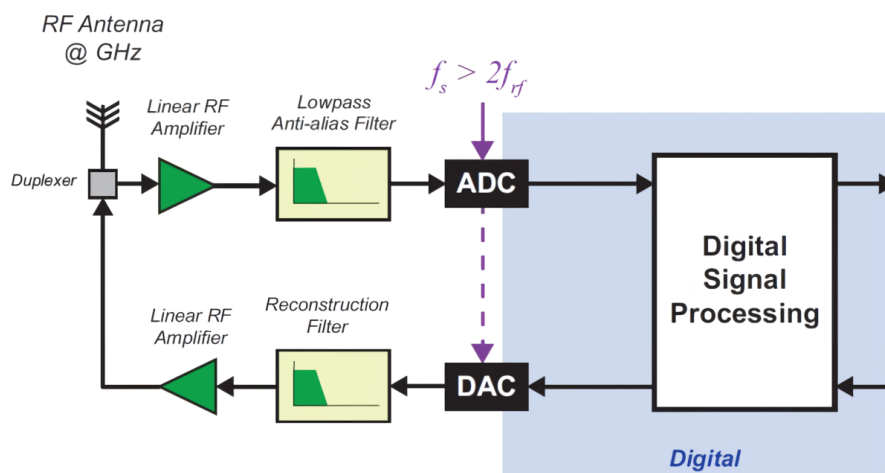 RF Antenna
@ GHz
Linear RF
Amplifier
Lowpass
Anti-alias Filter
fs > 2frf
Duplexer
ADC
Digital
Signal
Processing
Linear RF
Amplifier
Reconstruction
Filter
DAC
Digital